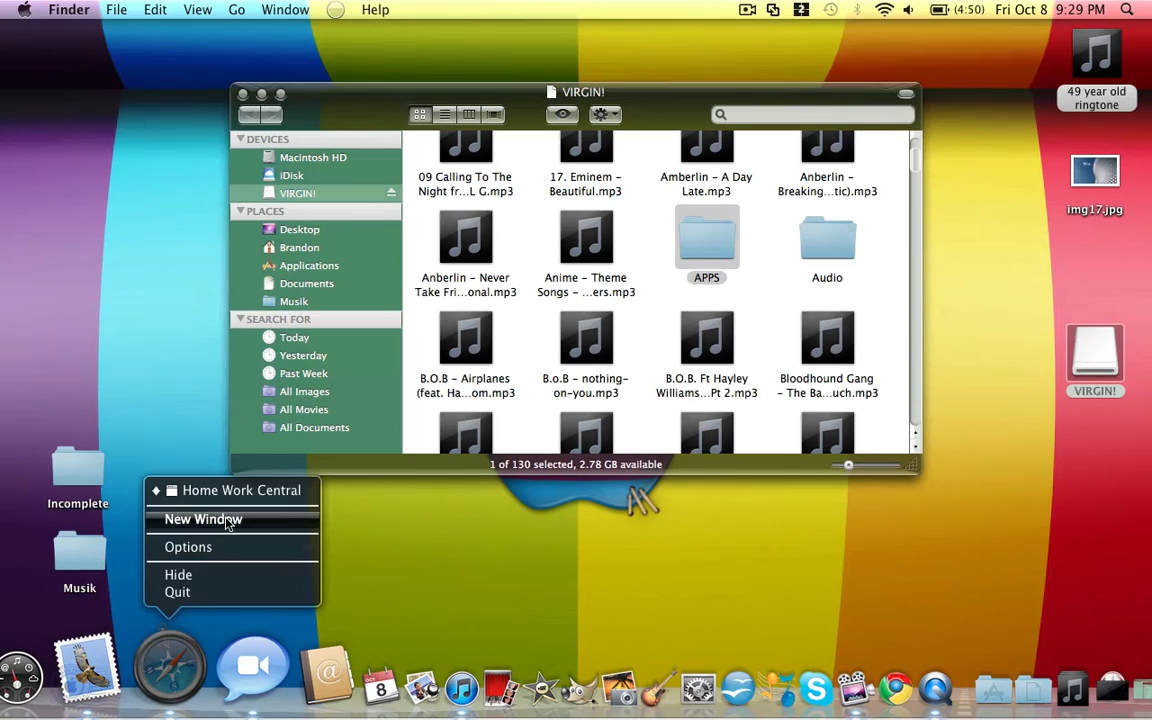 Finder File Edit View Go Window Help (4:50) Fri Oct 8 9:29 PM
VIRGIN!
DEVICES
Macintosh HD
iDisk
VIRGIN!
PLACES
Desktop
Brandon
Applications
Documents
Musik
SEARCH FOR
Today
Yesterday
Past Week
All Images
All Movies
All Documents
09 Calling To The
Night fr...L G.mp3
17. Eminem -
Beautiful.mp3
Amberlin - A Day
Late.mp3
Anberlin -
Breaking...tic).mp3
Anberlin - Never
Take Fri...onal.mp3
Anime - Theme
Songs - ...ers.mp3
APPS
Audio
B.O.B - Airplanes
(feat. Ha...om.mp3
B.o.B - nothing-
on-you.mp3
B.O.B. Ft Hayley
Williams...Pt 2.mp3
Bloodhound Gang
- The Ba...uch.mp3
1 of 130 selected, 2.78 GB available
49 year old
ringtone
img17.jpg
VIRGIN!
Incomplete
Musik
Home Work Central
New Window
Options
Hide
Quit
8